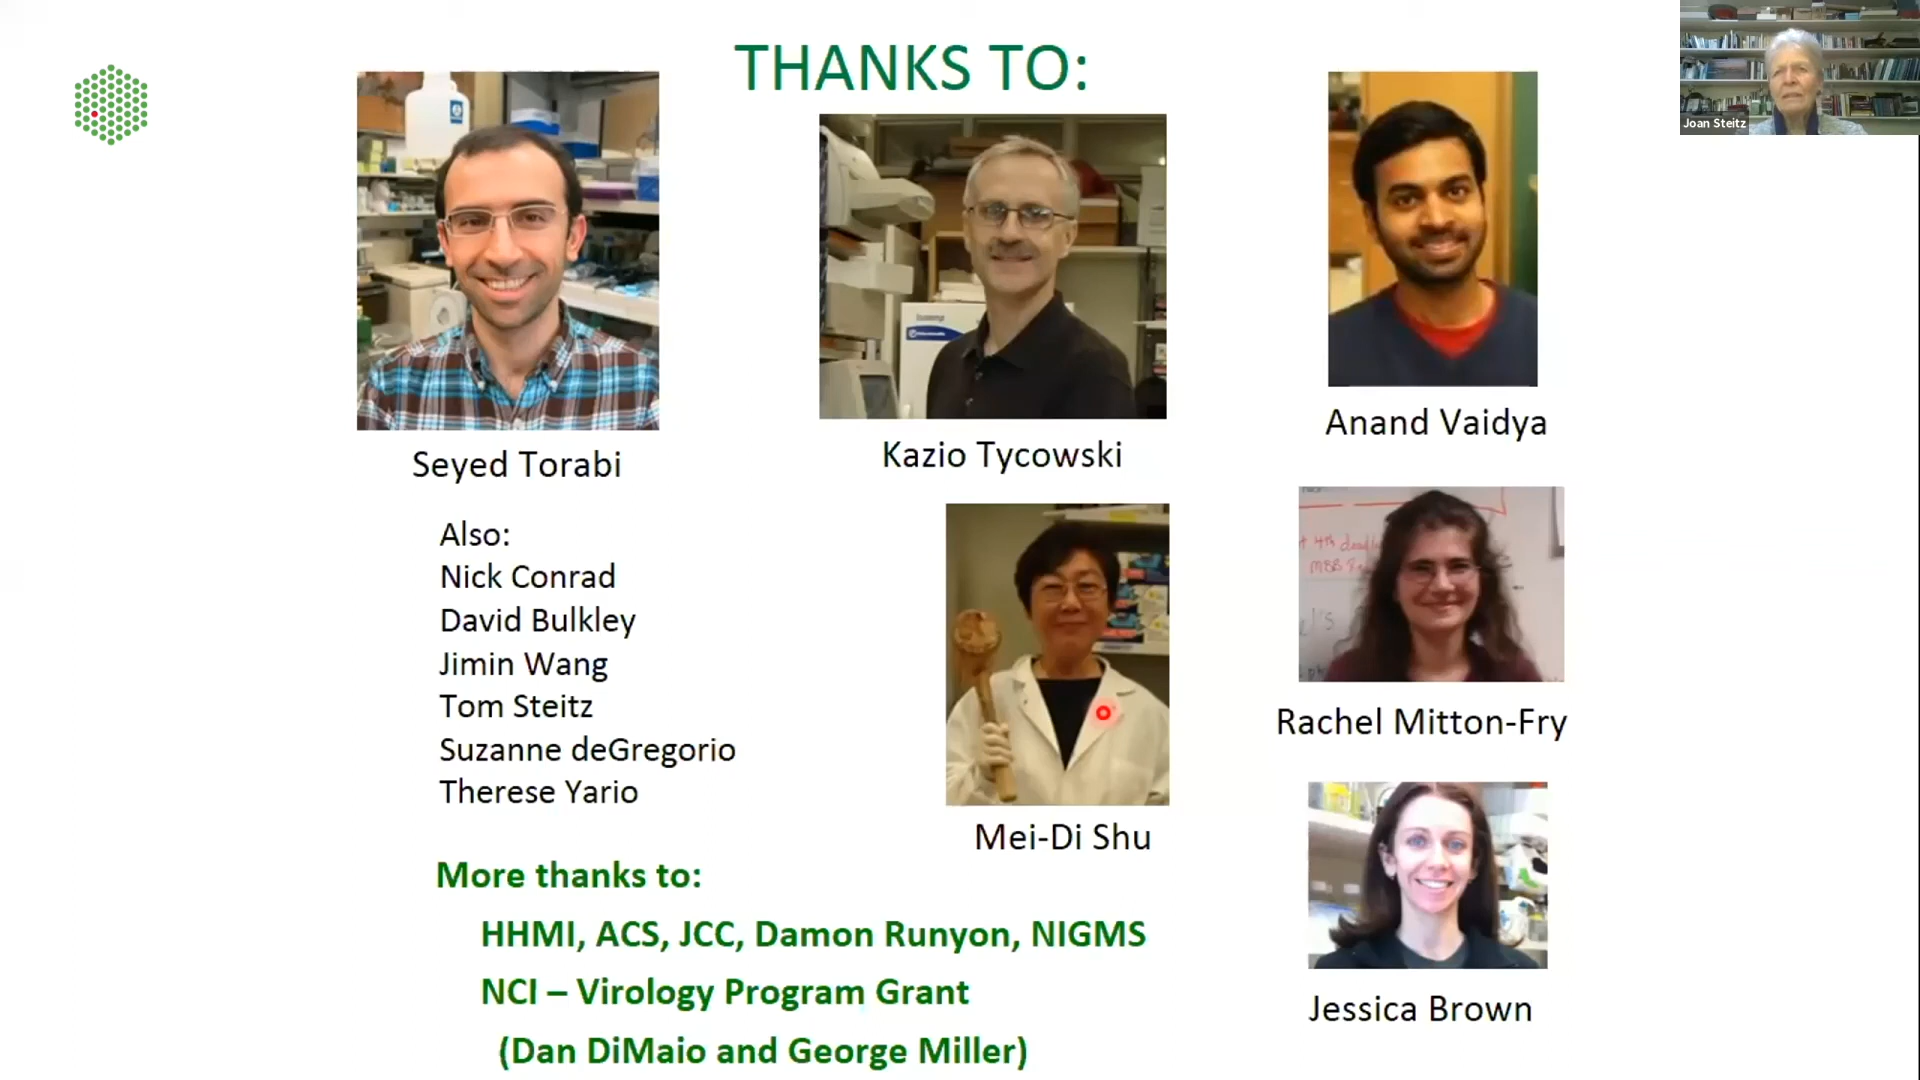 THANKS TO:
Joan Steitz
Seyed Torabi
Kazio Tycowski
Anand Vaidya
Also:
Nick Conrad
David Bulkley
Jimin Wang
Tom Steitz
Suzanne deGregorio
Therese Yario
Mei-Di Shu
4th
MBB
Rachel Mitton-Fry
More thanks to:
HHMI, ACS, JCC, Damon Runyon, NIGMS
NCI – Virology Program Grant
(Dan DiMaio and George Miller)
Jessica Brown